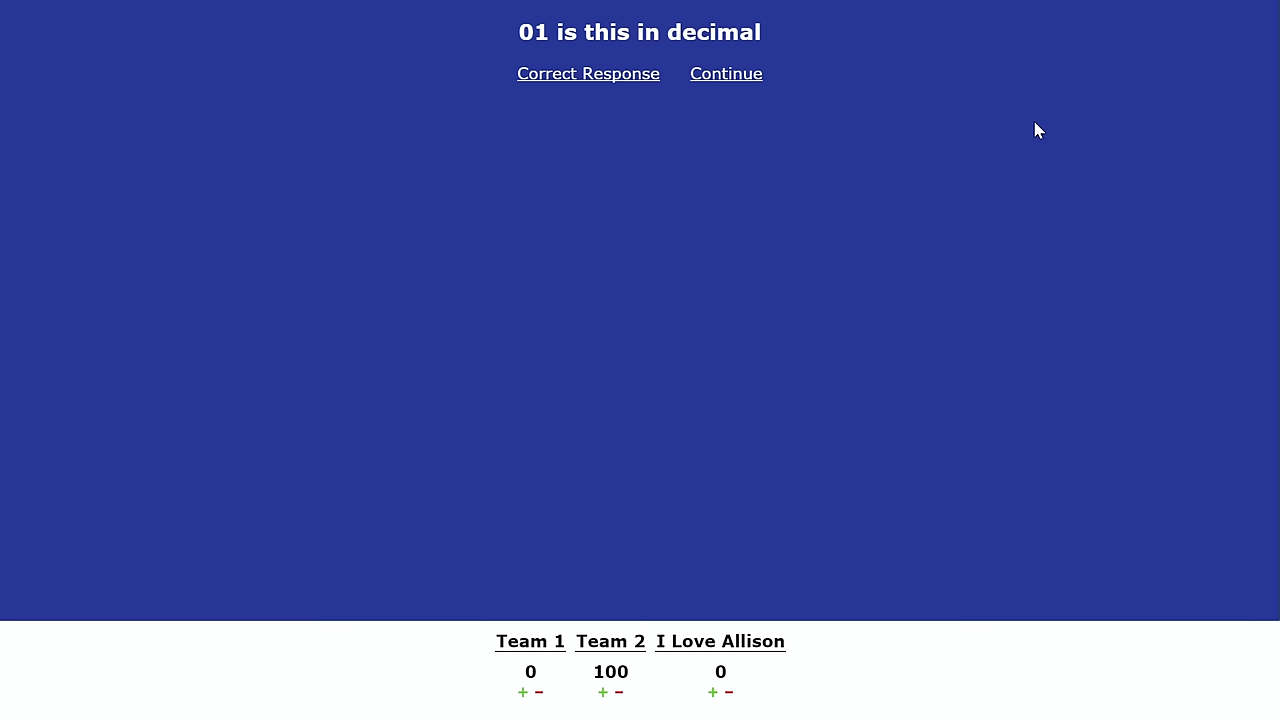 01 is this in decimal
Correct Response Continue
Team 1 Team 2 I Love Allison
0 100 0
+ - + - + -